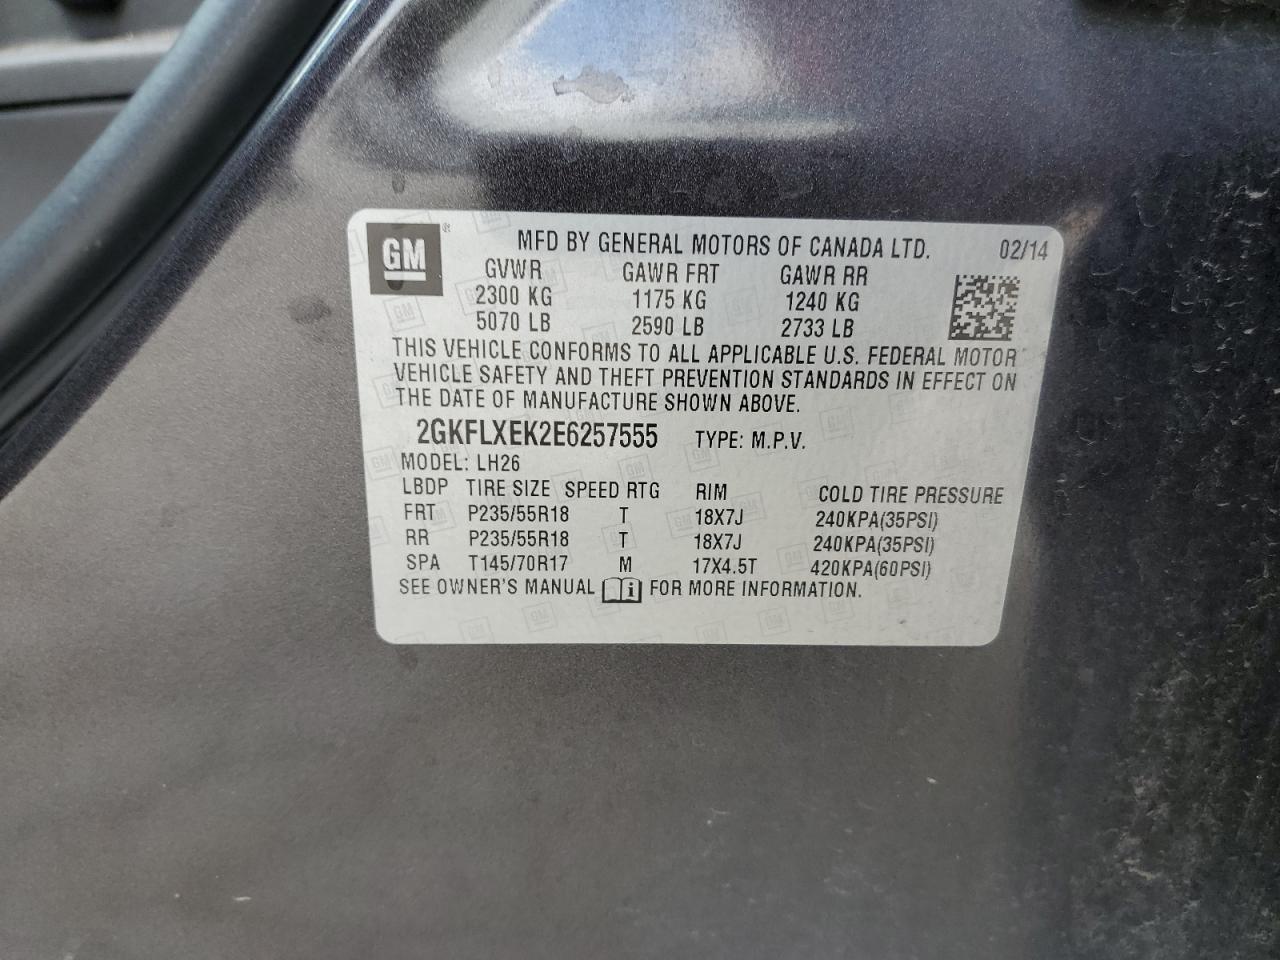 GM® MFD BY GENERAL MOTORS OF CANADA LTD. 02/14
GVWR GAWR FRT GAWR RR
2300 KG 1175 KG 1240 KG
5070 LB 2590 LB 2733 LB
THIS VEHICLE CONFORMS TO ALL APPLICABLE U.S. FEDERAL MOTOR
VEHICLE SAFETY AND THEFT PREVENTION STANDARDS IN EFFECT ON
THE DATE OF MANUFACTURE SHOWN ABOVE.
2GKFLXEK2E6257555 TYPE: M.P.V.
MODEL: LH26
LBDP TIRE SIZE SPEED RTG RIM COLD TIRE PRESSURE
FRT P235/55R18 T 18X7J 240KPA(35PSI)
RR P235/55R18 T 18X7J 240KPA(35PSI)
SPA T145/70R17 M 17X4.5T 420KPA(60PSI)
SEE OWNER'S MANUAL i FOR MORE INFORMATION.